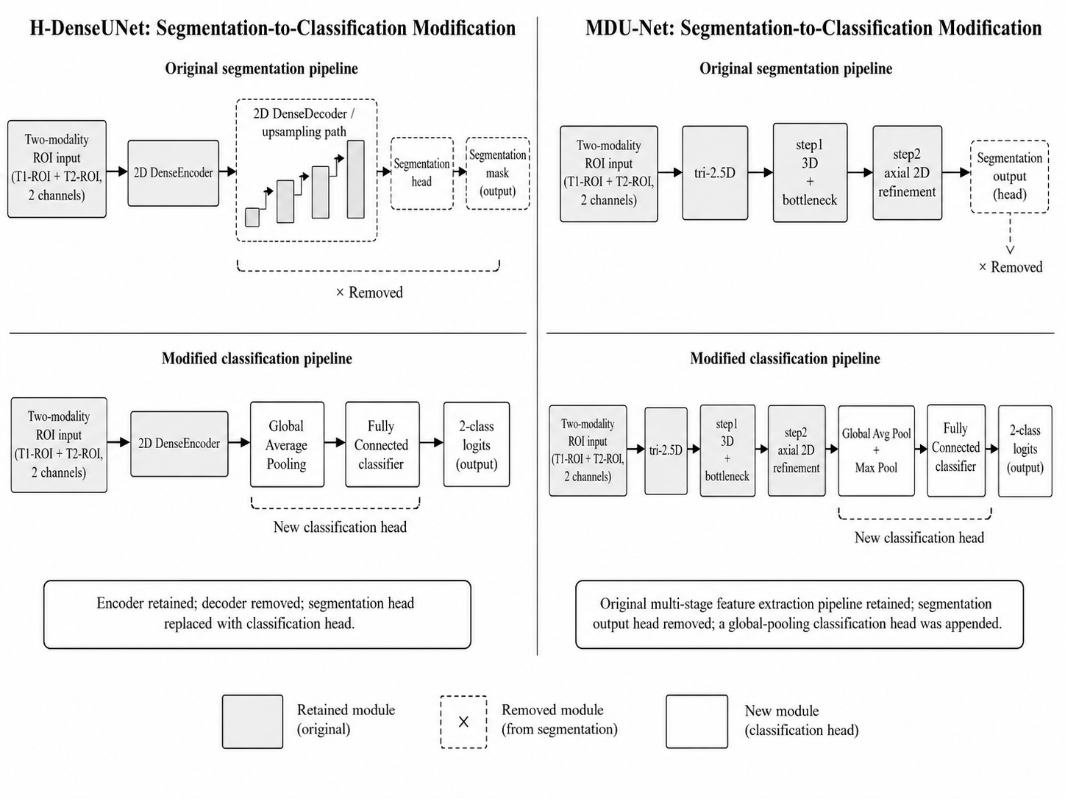 H-DenseUNet: Segmentation-to-Classification Modification
Original segmentation pipeline
Two-modality
ROI input
(T1-ROI + T2-ROI,
2 channels)
2D DenseEncoder
2D DenseDecoder /
upsampling path
Segmentation
head
Segmentation
mask
(output)
× Removed
Modified classification pipeline
Two-modality
ROI input
(T1-ROI + T2-ROI,
2 channels)
2D DenseEncoder
Global
Average
Pooling
Fully
Connected
classifier
2-class
logits
(output)
New classification head
Encoder retained; decoder removed; segmentation head
replaced with classification head.
MDU-Net: Segmentation-to-Classification Modification
Original segmentation pipeline
Two-modality
ROI input
(T1-ROI + T2-ROI,
2 channels)
tri-2.5D
step1
3D
+
bottleneck
step2
axial 2D
refinement
Segmentation
output
(head)
× Removed
Modified classification pipeline
Two-modality
ROI input
(T1-ROI + T2-ROI,
2 channels)
tri-2.5D
step1
3D
+
bottleneck
step2
axial 2D
refinement
Global Avg Pool
+
Max Pool
Fully
Connected
classifier
2-class
logits
(output)
New classification head
Original multi-stage feature extraction pipeline retained; segmentation
output head removed; a global-pooling classification head was appended.
Retained module
(original)
×
Removed module
(from segmentation)
New module
(classification head)